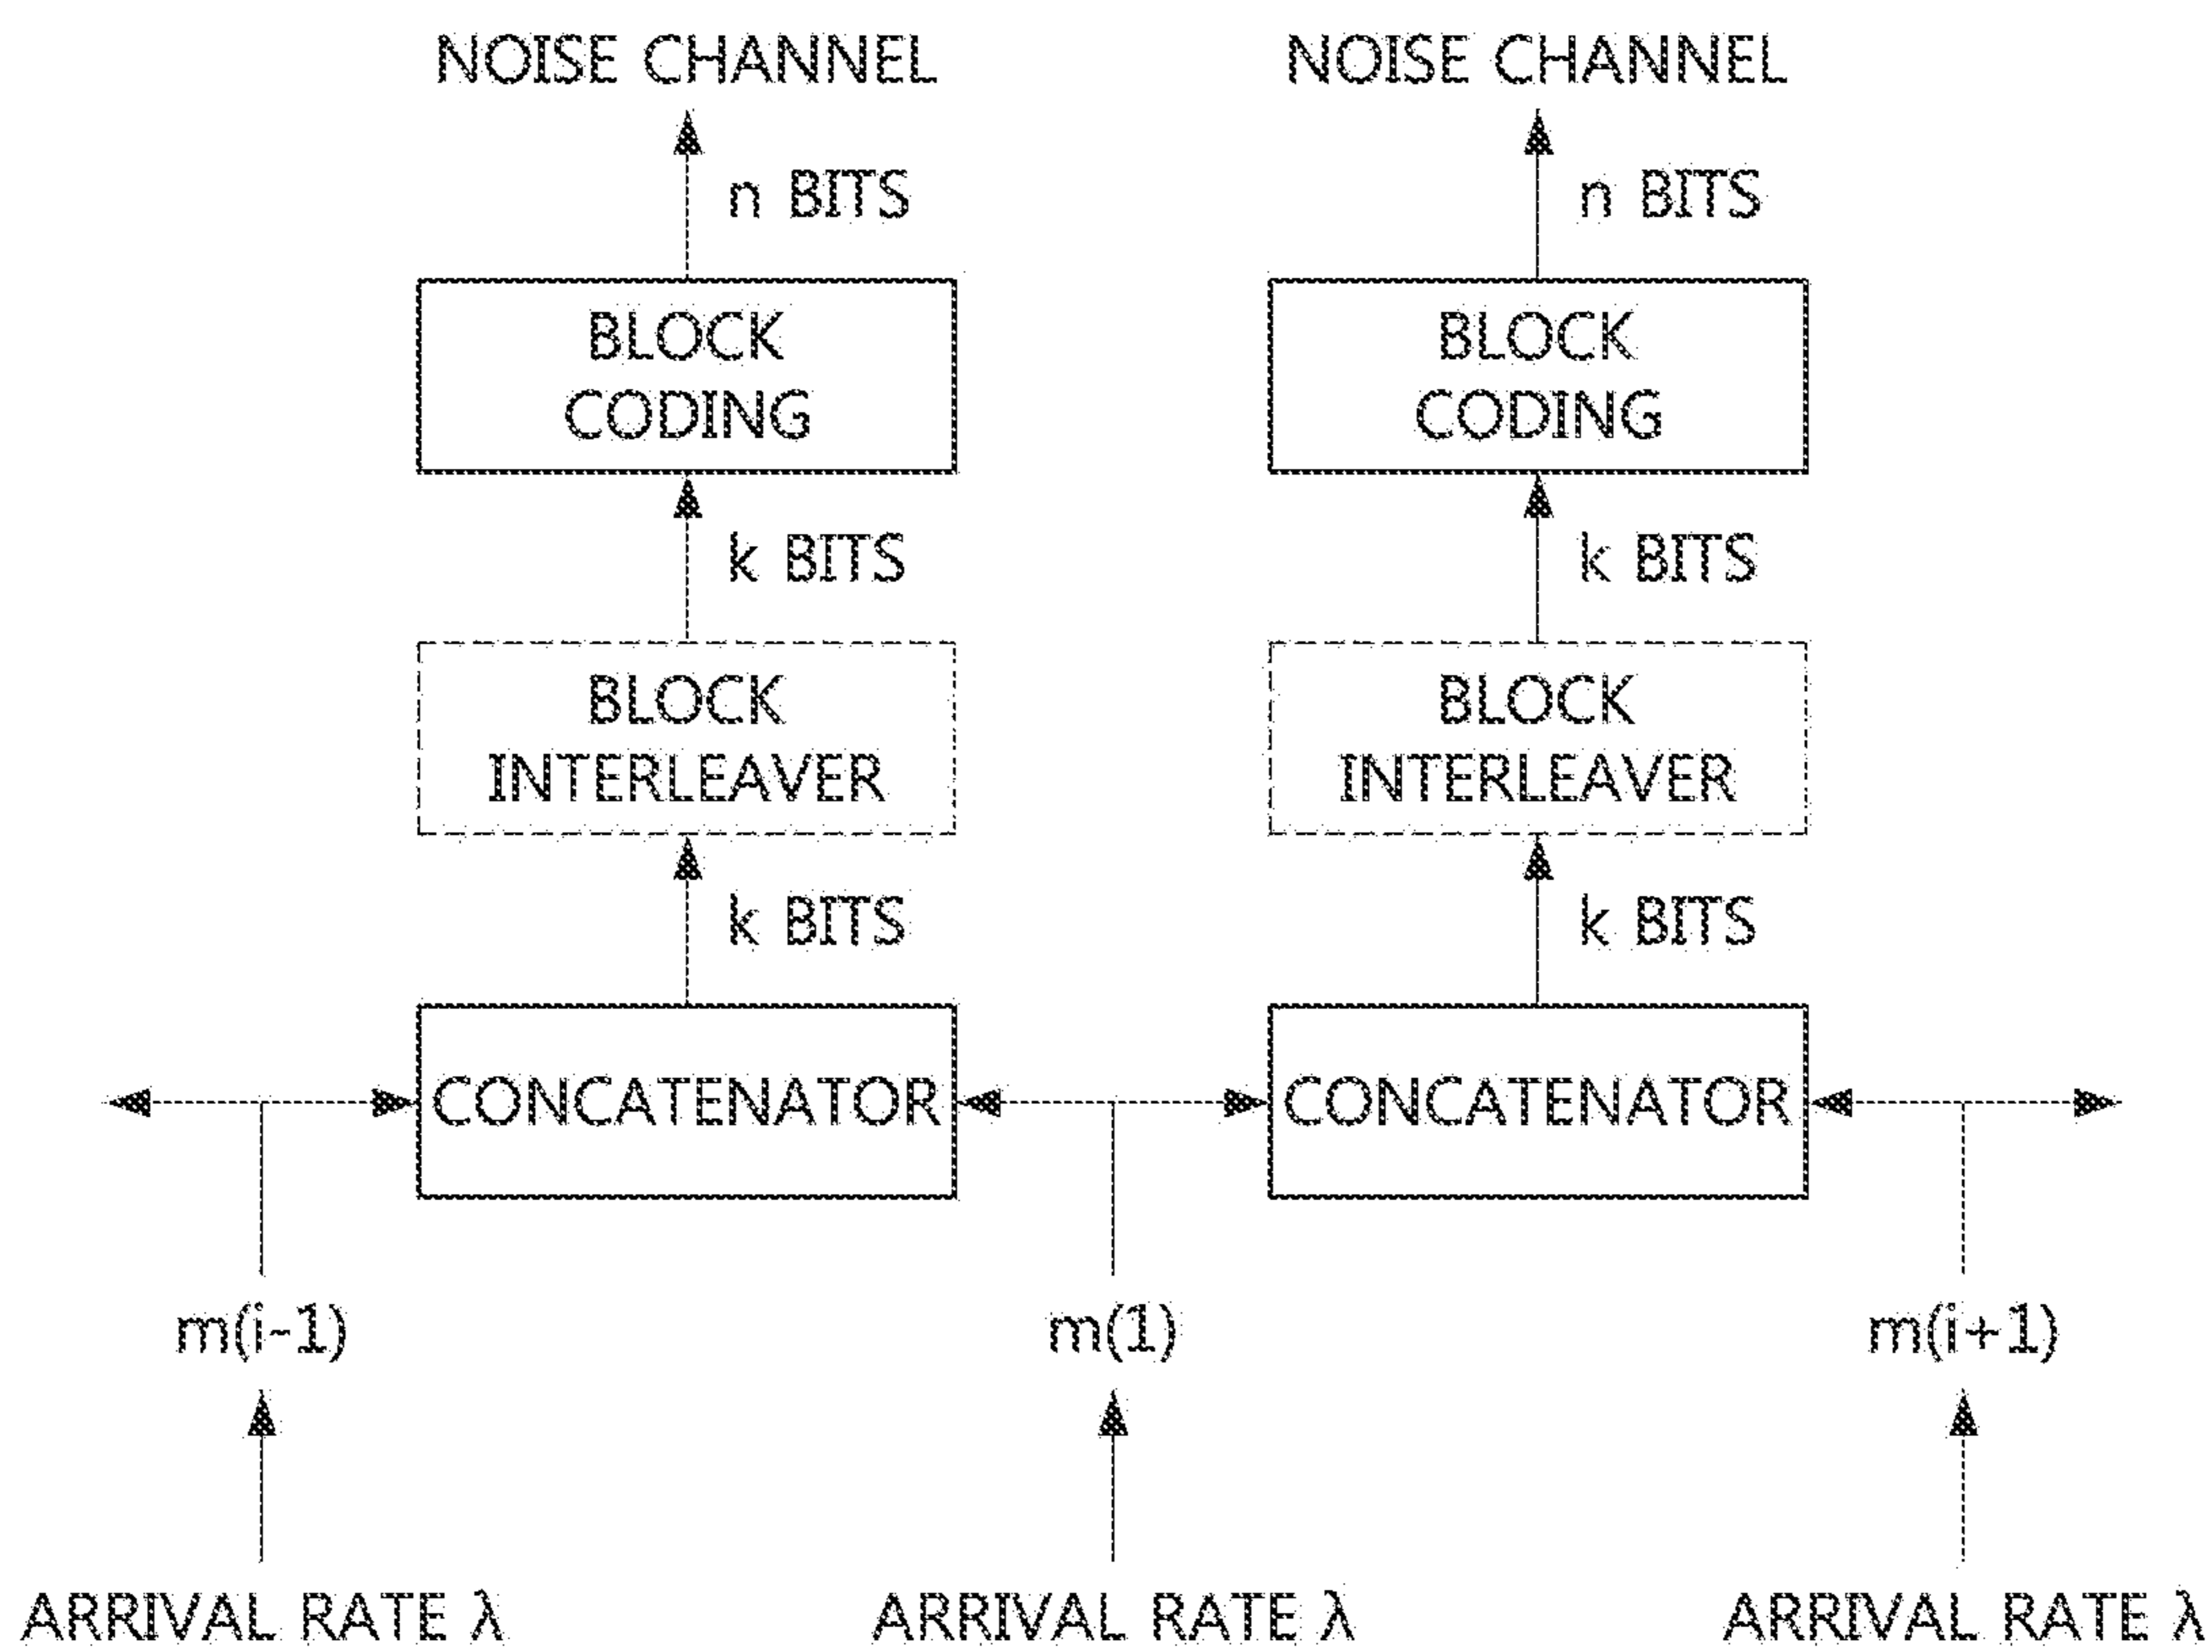 NOISE CHANNEL
NOISE CHANNEL
n BITS
n BITS
BLOCK
CODING
BLOCK
CODING
k BITS
k BITS
BLOCK
INTERLEAVER
BLOCK
INTERLEAVER
k BITS
k BITS
CONCATENATOR
CONCATENATOR
m(i-1)
m(1)
m(i+1)
ARRIVAL RATE λ
ARRIVAL RATE λ
ARRIVAL RATE λ